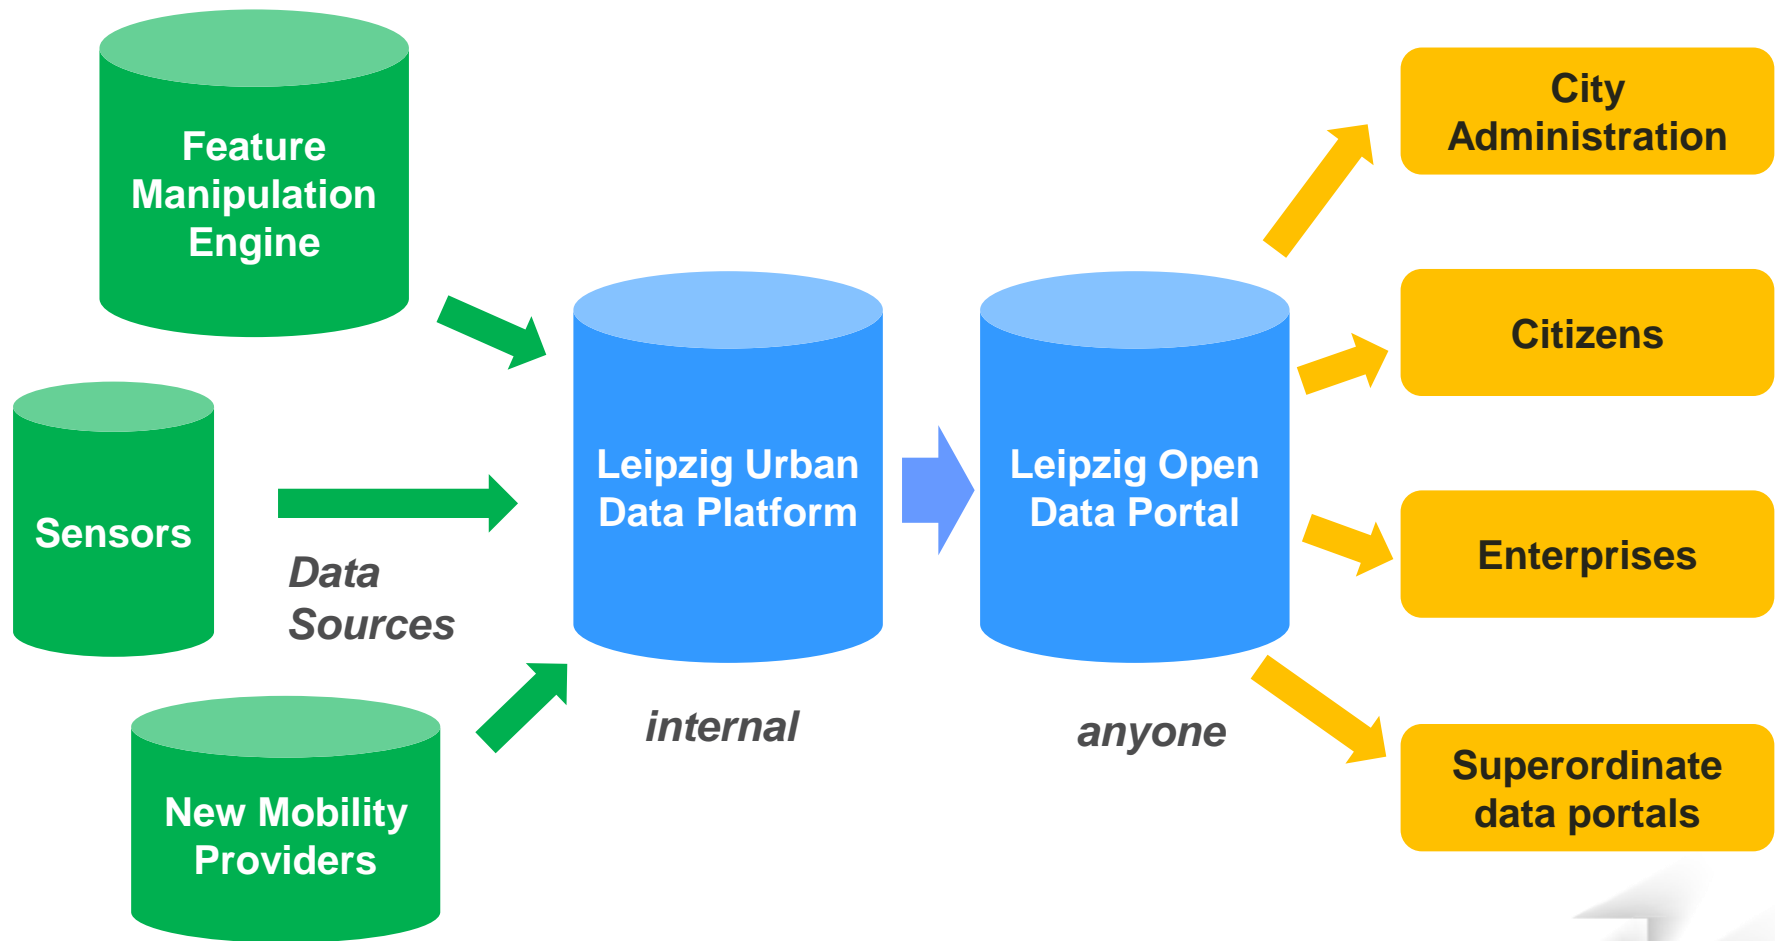 Feature
Manipulation
Engine
Sensors
Data
Sources
New Mobility
Providers
Leipzig Urban
Data Platform
internal
Leipzig Open
Data Portal
anyone
City
Administration
Citizens
Enterprises
Superordinate
data portals